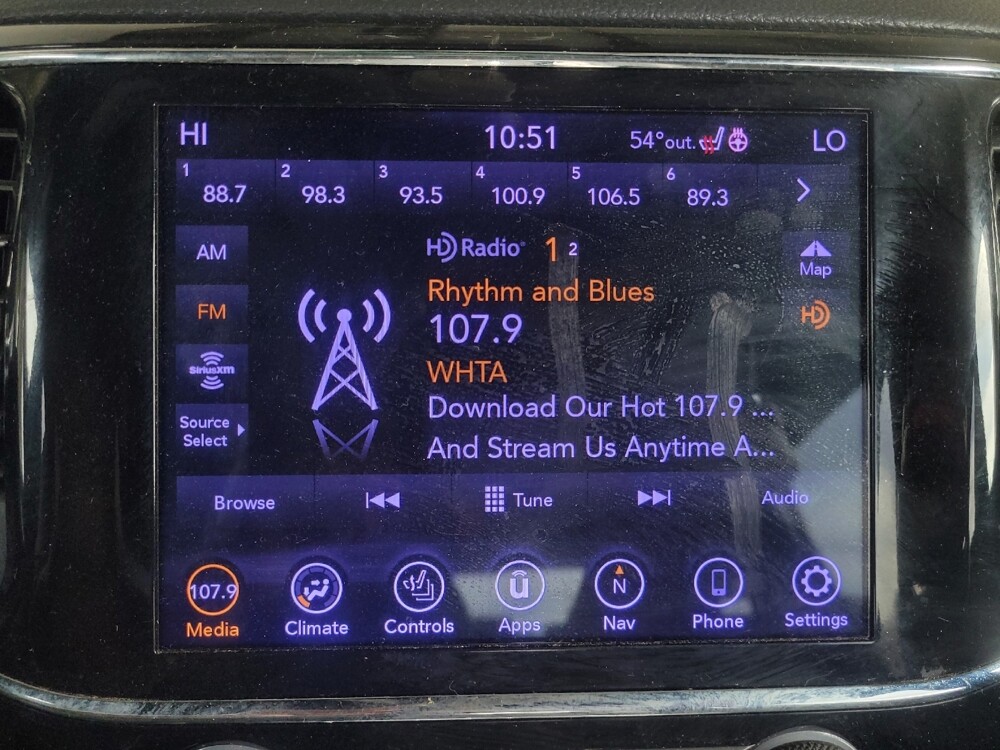 HI 10:51 54°out. LO
1 88.7 2 98.3 3 93.5 4 100.9 5 106.5 6 89.3
AM
HD Radio 1 2
Map
FM
Rhythm and Blues
107.9
HD
SiriusXM
WHTA
Source Select
Download Our Hot 107.9 ...
And Stream Us Anytime A...
Browse Tune Audio
107.9 ū N
Media Climate Controls Apps Nav Phone Settings